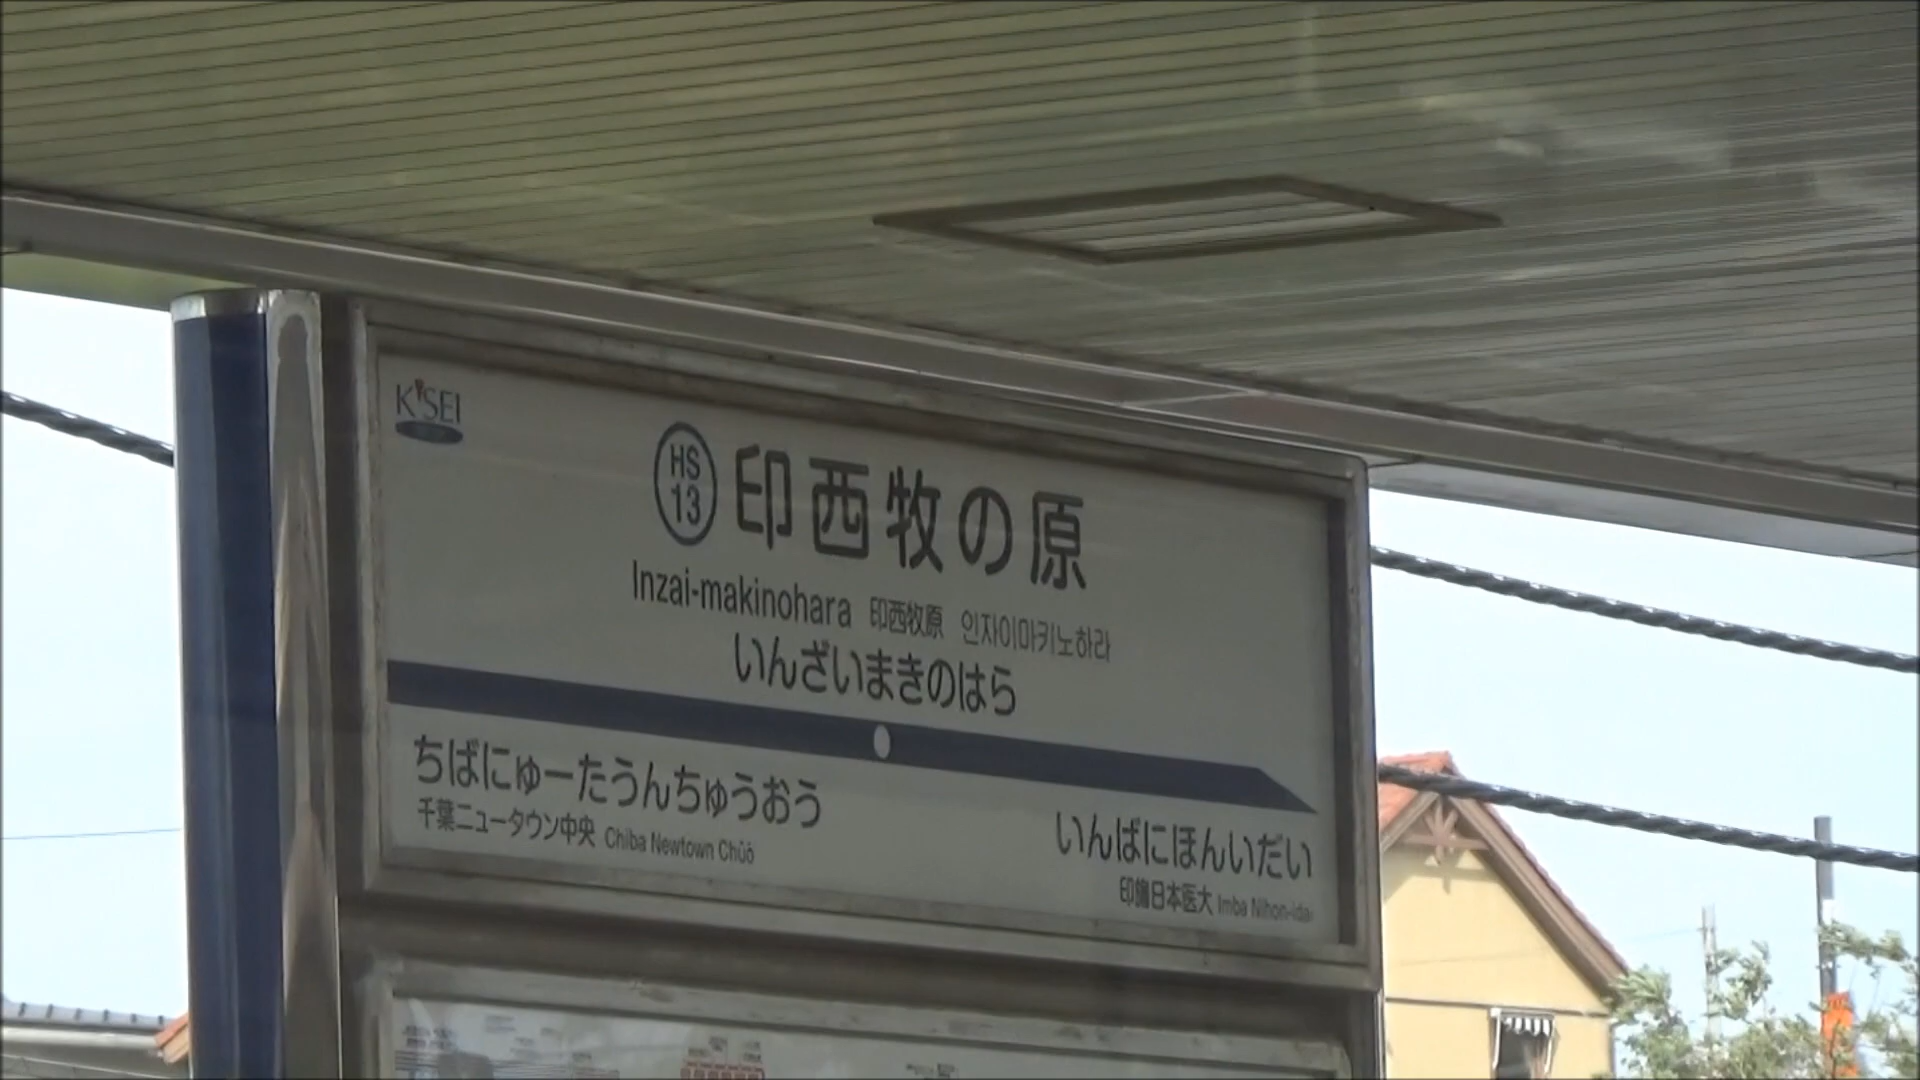 K'SEI
HS
13
印西牧の原
Inzai-makinohara 印西牧原 인자이마키노하라
いんざいまきのはら
ちばにゅーたうんちゅうおう
千葉ニュータウン中央 Chiba Newtown Chūō
いんばにほんいだい
印旛日本医大 Imba Nihon-idai